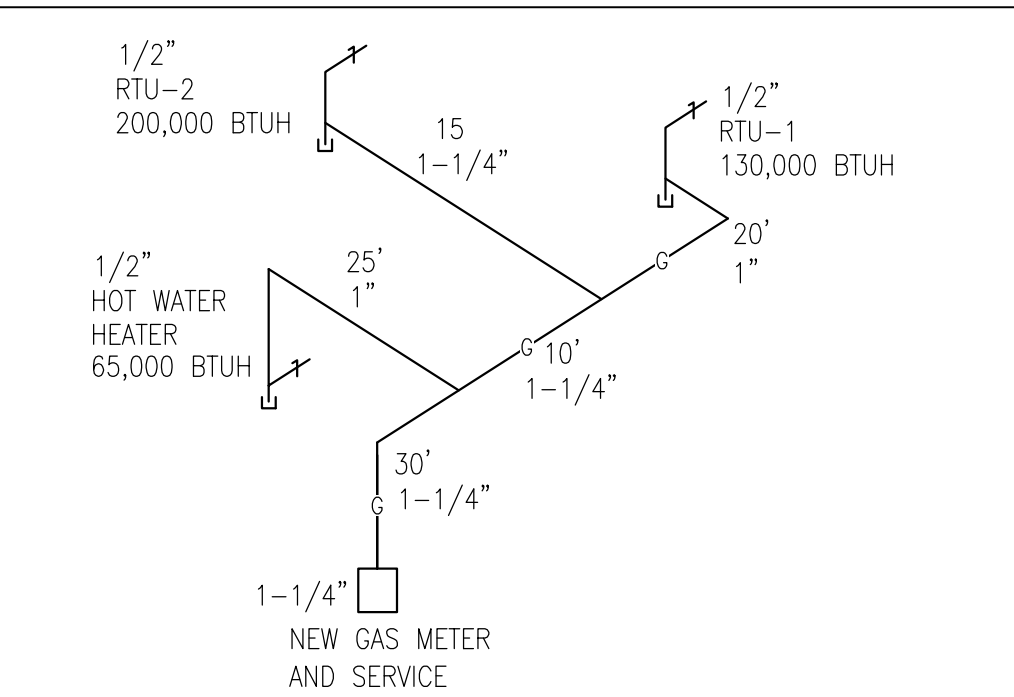 1/2"
RTU-2
200,000 BTUH
15
1-1/4"
1/2"
RTU-1
130,000 BTUH
20'
1"
1/2"
HOT WATER
HEATER
65,000 BTUH
25'
1"
G
G
10'
1-1/4"
30'
1-1/4"
G
1-1/4"
NEW GAS METER
AND SERVICE